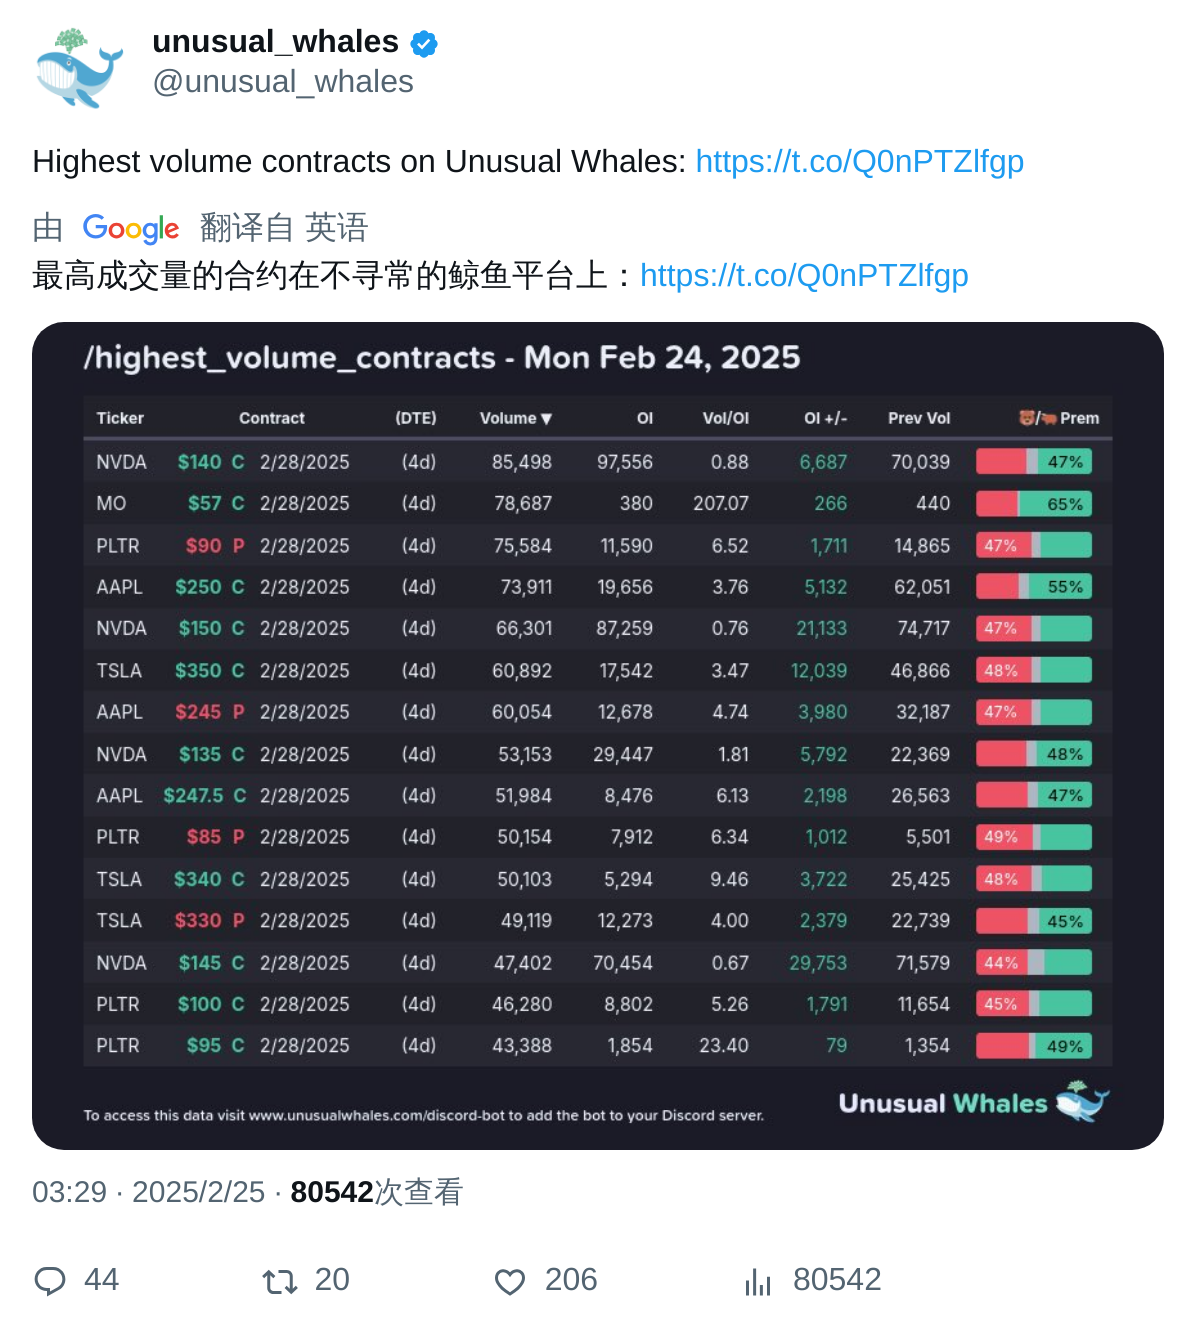 unusual_whales
@unusual_whales
Highest volume contracts on Unusual Whales: https://t.co/Q0nPTZlfgp
由 Google 翻译自 英语
最高成交量的合约在不寻常的鲸鱼平台上：https://t.co/Q0nPTZlfgp
/highest_volume_contracts - Mon Feb 24, 2025
Ticker Contract (DTE) Volume ▼ OI Vol/OI OI +/- Prev Vol 🐻/🐂 Prem
NVDA $140 C 2/28/2025 (4d) 85,498 97,556 0.88 6,687 70,039 47%
MO $57 C 2/28/2025 (4d) 78,687 380 207.07 266 440 65%
PLTR $90 P 2/28/2025 (4d) 75,584 11,590 6.52 1,711 14,865 47%
AAPL $250 C 2/28/2025 (4d) 73,911 19,656 3.76 5,132 62,051 55%
NVDA $150 C 2/28/2025 (4d) 66,301 87,259 0.76 21,133 74,717 47%
TSLA $350 C 2/28/2025 (4d) 60,892 17,542 3.47 12,039 46,866 48%
AAPL $245 P 2/28/2025 (4d) 60,054 12,678 4.74 3,980 32,187 47%
NVDA $135 C 2/28/2025 (4d) 53,153 29,447 1.81 5,792 22,369 48%
AAPL $247.5 C 2/28/2025 (4d) 51,984 8,476 6.13 2,198 26,563 47%
PLTR $85 P 2/28/2025 (4d) 50,154 7,912 6.34 1,012 5,501 49%
TSLA $340 C 2/28/2025 (4d) 50,103 5,294 9.46 3,722 25,425 48%
TSLA $330 P 2/28/2025 (4d) 49,119 12,273 4.00 2,379 22,739 45%
NVDA $145 C 2/28/2025 (4d) 47,402 70,454 0.67 29,753 71,579 44%
PLTR $100 C 2/28/2025 (4d) 46,280 8,802 5.26 1,791 11,654 45%
PLTR $95 C 2/28/2025 (4d) 43,388 1,854 23.40 79 1,354 49%
To access this data visit www.unusualwhales.com/discord-bot to add the bot to your Discord server.
Unusual Whales
03:29 · 2025/2/25 · 80542次查看
44 20 206 80542